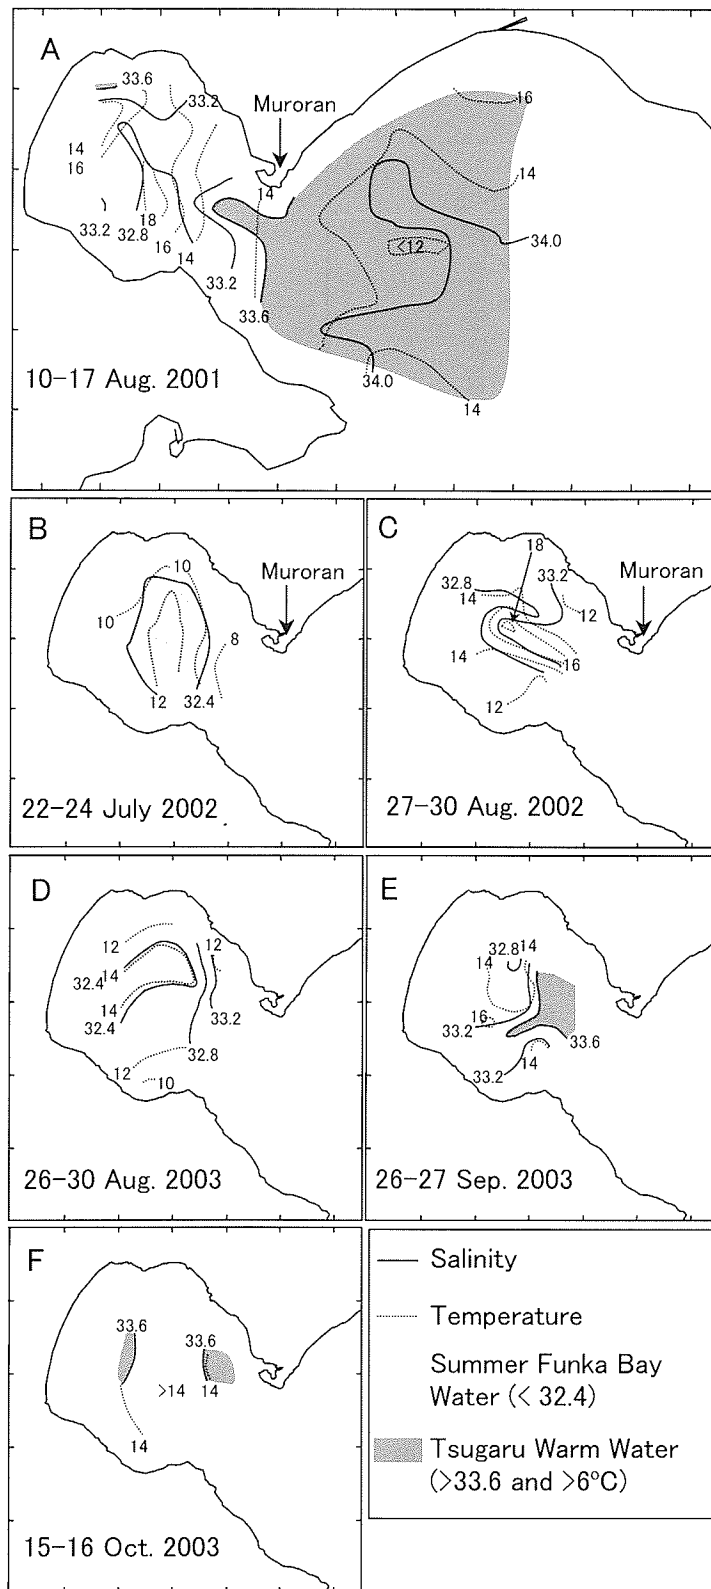 A
33.6
33.2
Muroran
16
14
16
14
14
33.2
32.8
18
16
14
33.2
33.6
<12
34.0
34.0
14
10-17 Aug. 2001
B
10
Muroran
10
8
12
32.4
22-24 July 2002
C
18
32.8
33.2
Muroran
14
12
14
16
12
27-30 Aug. 2002
D
12
12
14
32.4
14
32.4
33.2
32.8
12
10
26-30 Aug. 2003
E
32.8
14
14
16
33.2
33.6
33.2
14
26-27 Sep. 2003
F
33.6
33.6
>14
14
14
15-16 Oct. 2003
Salinity
Temperature
Summer Funka Bay
Water (< 32.4)
Tsugaru Warm Water
(>33.6 and >6ºC)